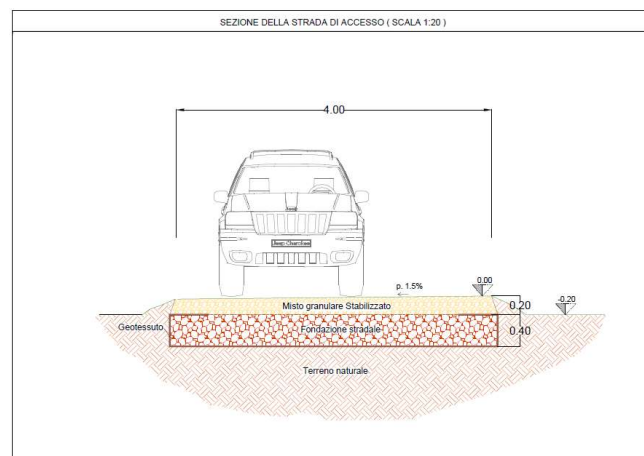 SEZIONE DELLA STRADA DI ACCESSO ( SCALA 1:20 )
4.00
Jeep Cherokee
p. 1.5%
0.00
Misto granulare Stabilizzato
0.20
-0.20
Geotessuto
Fondazione stradale
0.40
Terreno naturale